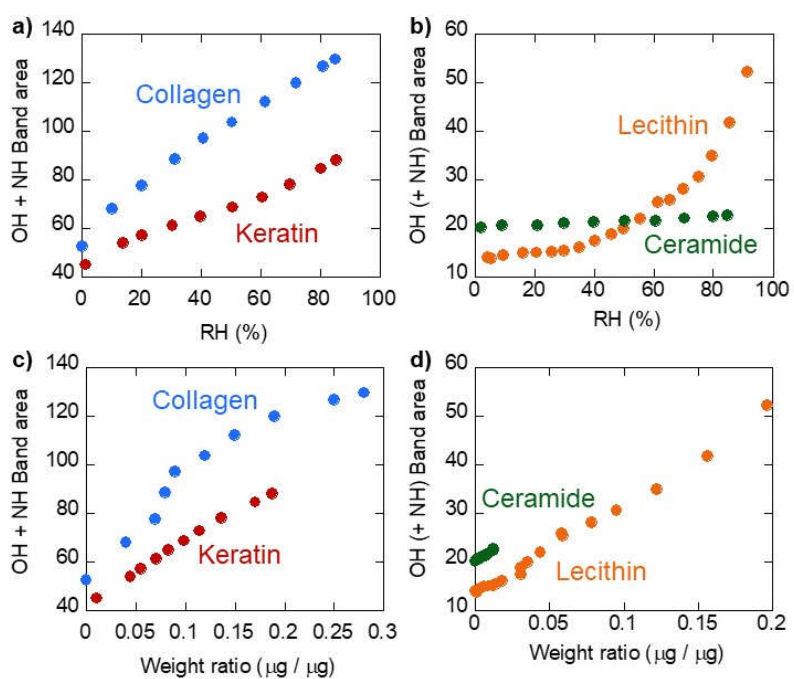 a)
140
120
100
80
60
40
OH + NH Band area
Collagen
Keratin
0 20 40 60 80 100
RH (%)
b)
60
50
40
30
20
10
OH (+ NH) Band area
Lecithin
Ceramide
0 20 40 60 80 100
RH (%)
c)
140
120
100
80
60
40
OH + NH Band area
Collagen
Keratin
0 0.05 0.1 0.15 0.2 0.25 0.3
Weight ratio (μg / μg)
d)
60
50
40
30
20
10
OH (+ NH) Band area
Ceramide
Lecithin
0 0.05 0.1 0.15 0.2
Weight ratio (μg / μg)